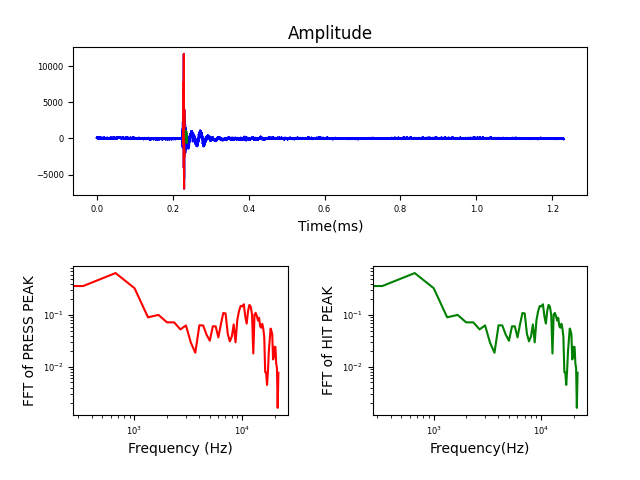 Amplitude
10000
5000
0
−5000
0.0 0.2 0.4 0.6 0.8 1.0 1.2
Time(ms)
FFT of PRESS PEAK
10⁻¹
10⁻²
10³ 10⁴
Frequency (Hz)
FFT of HIT PEAK
10⁻¹
10⁻²
10³ 10⁴
Frequency(Hz)